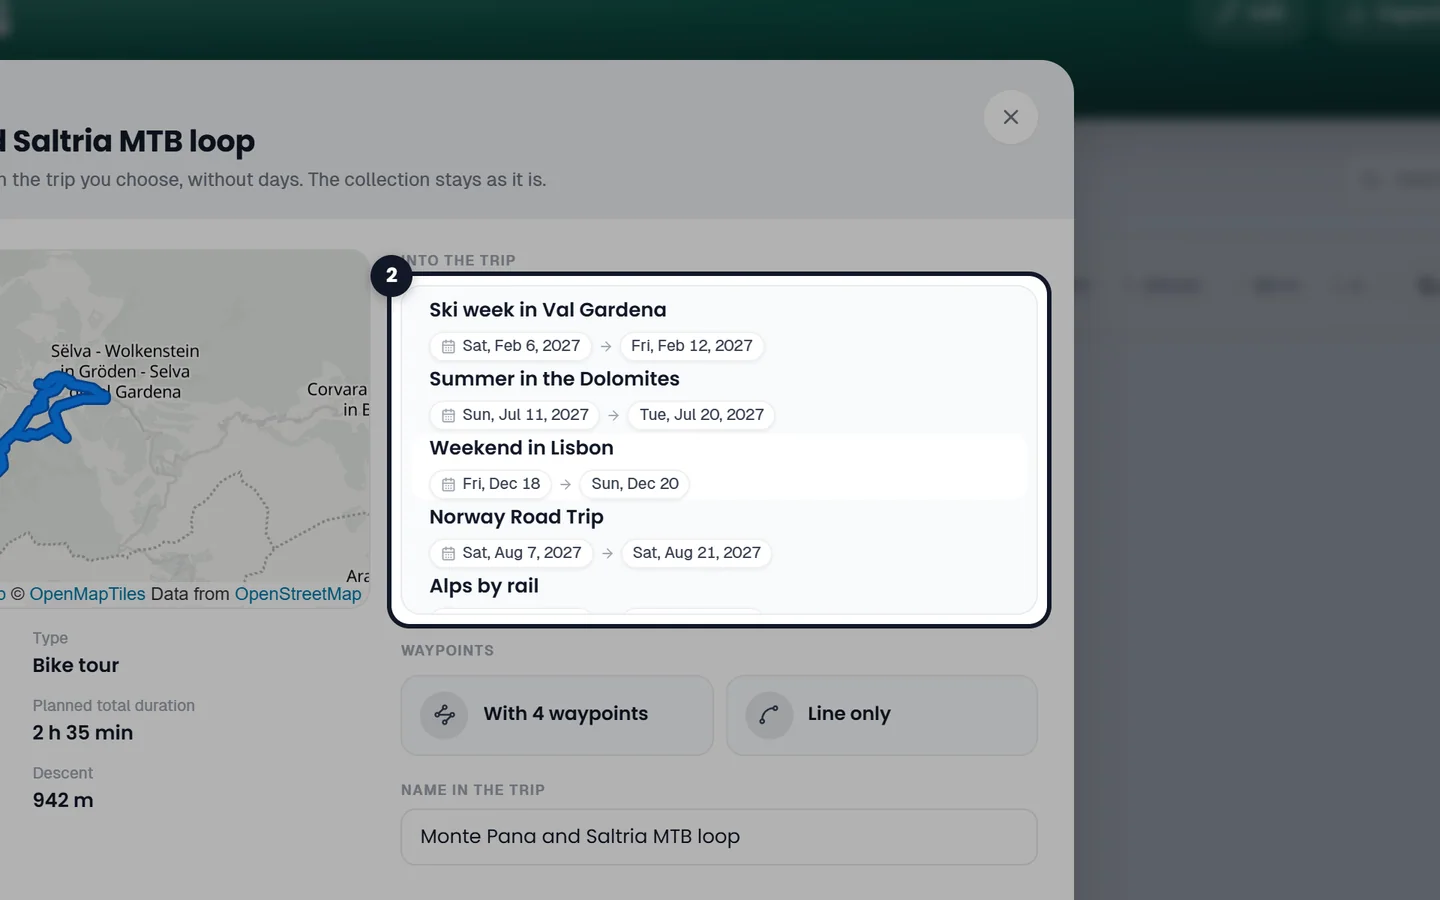 Saltria MTB loop
the trip you choose, without days. The collection stays as it is.
INTO THE TRIP
2
Ski week in Val Gardena
Sat, Feb 6, 2027 → Fri, Feb 12, 2027
Summer in the Dolomites
Sun, Jul 11, 2027 → Tue, Jul 20, 2027
Weekend in Lisbon
Fri, Dec 18 → Sun, Dec 20
Norway Road Trip
Sat, Aug 7, 2027 → Sat, Aug 21, 2027
Alps by rail
Sëlva - Wolkenstein
in Gröden - Selva
Gardena
Corvara
in
© OpenMapTiles Data from OpenStreetMap
Type
Bike tour
Planned total duration
2 h 35 min
Descent
942 m
WAYPOINTS
With 4 waypoints
Line only
NAME IN THE TRIP
Monte Pana and Saltria MTB loop